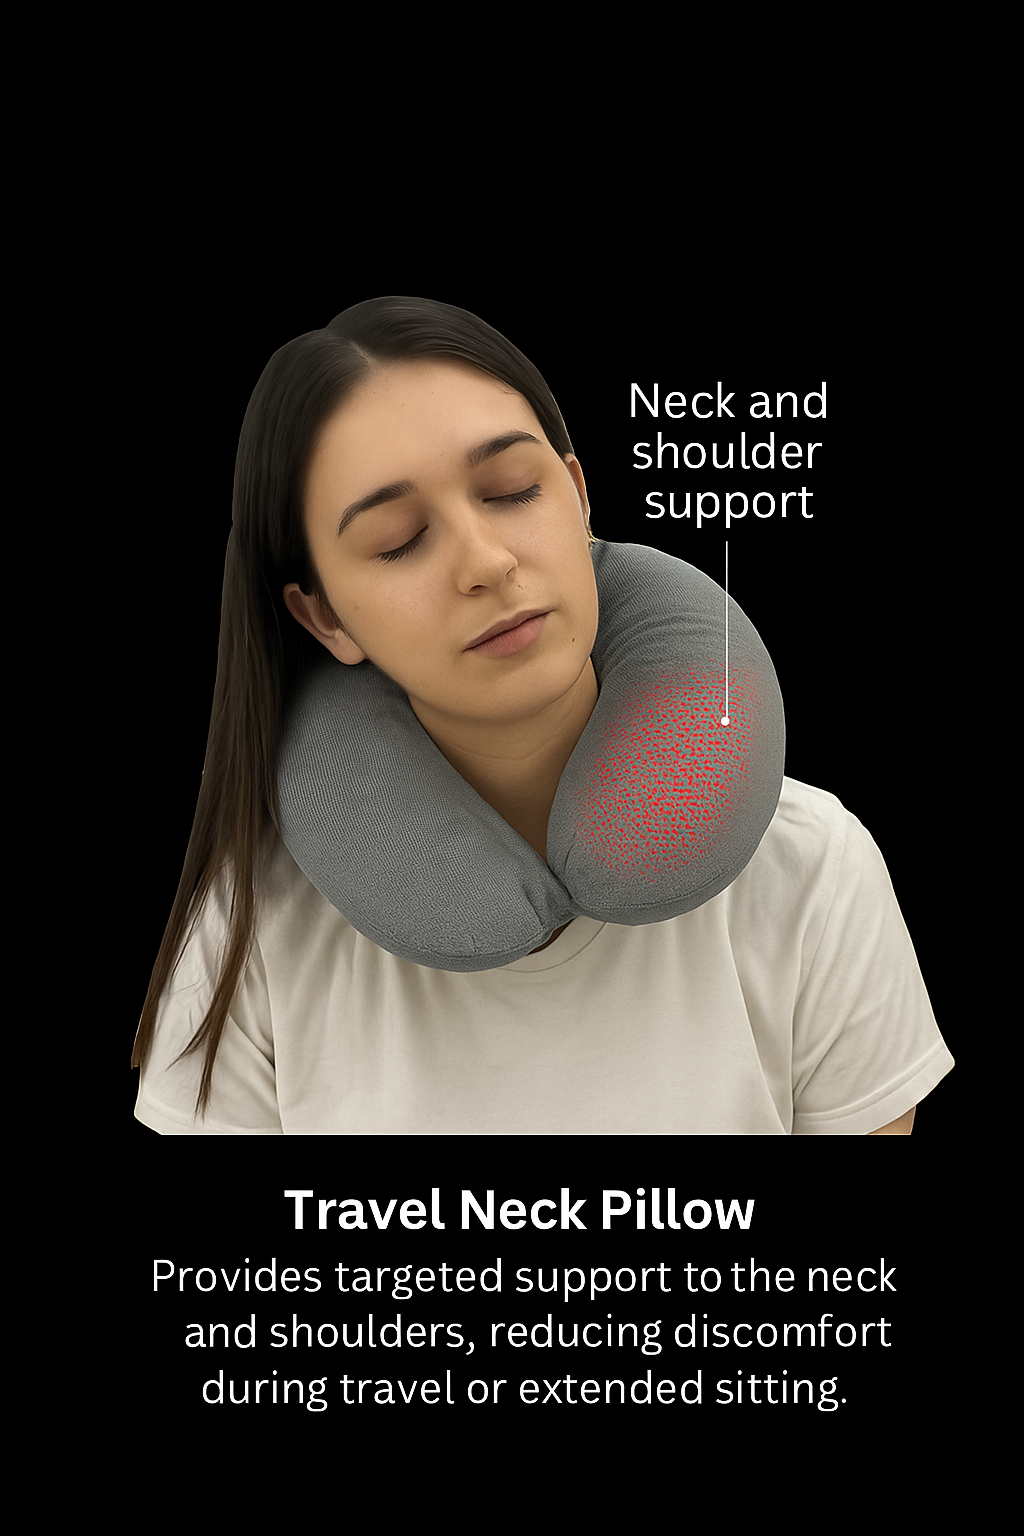 Neck and
shoulder
support
Travel Neck Pillow
Provides targeted support to the neck
and shoulders, reducing discomfort
during travel or extended sitting.